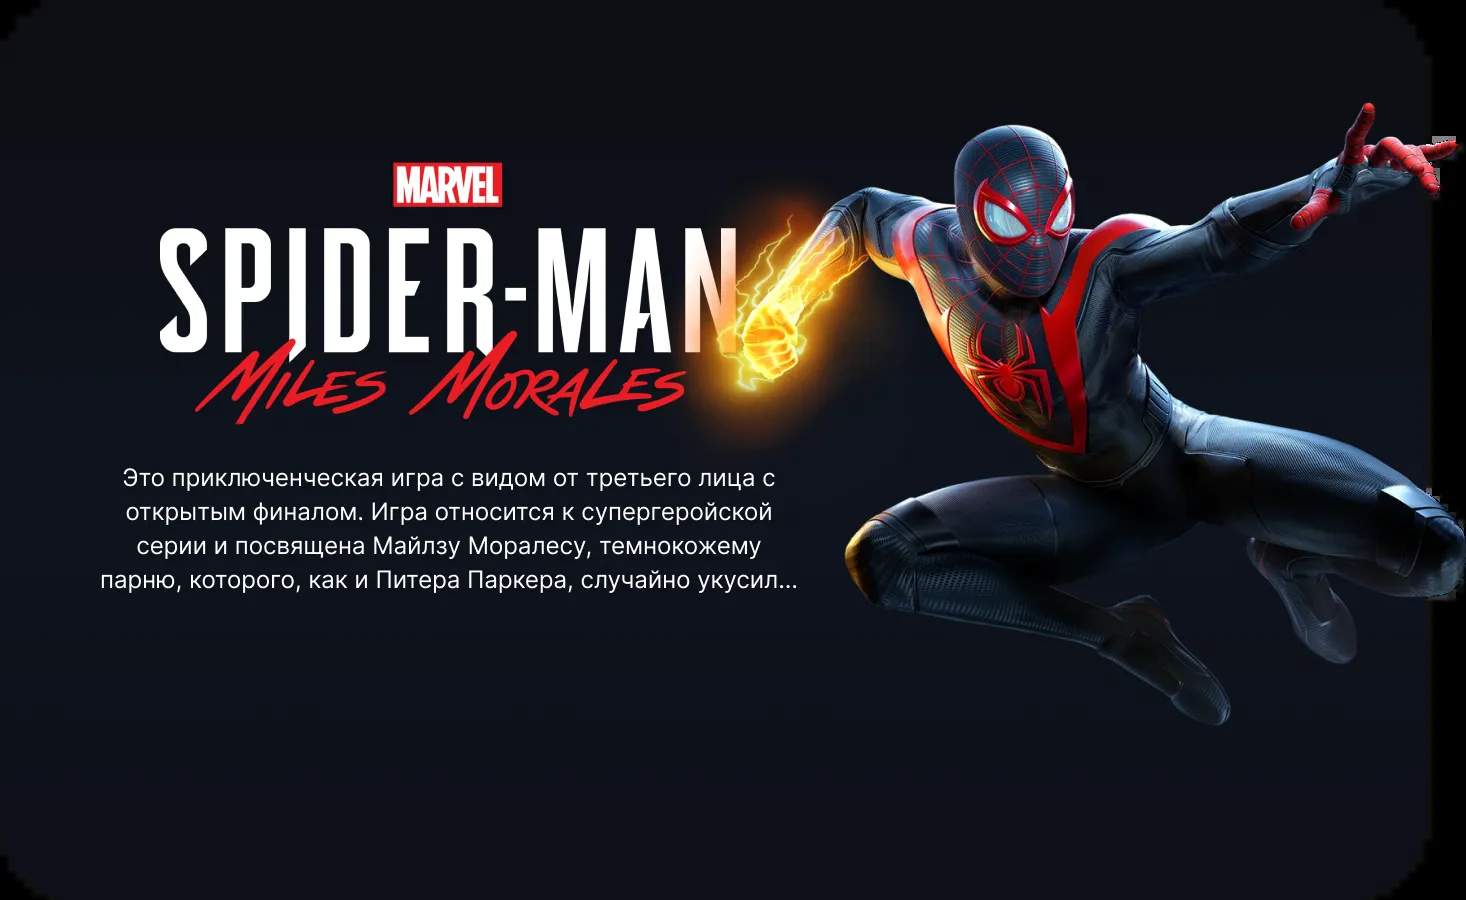 MARVEL
SPIDER-MAN
MILES MORALES
Это приключенческая игра с видом от третьего лица с
открытым финалом. Игра относится к супергеройской
серии и посвящена Майлзу Моралесу, темнокожему
парню, которого, как и Питера Паркера, случайно укусил...